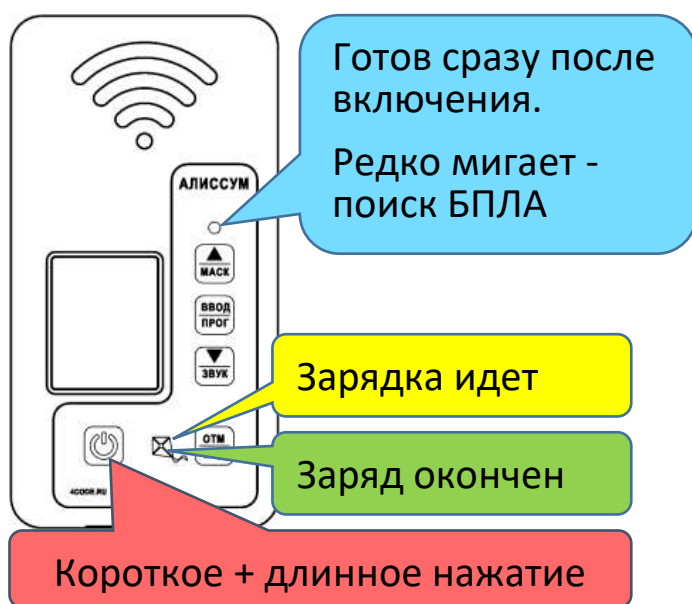 Готов сразу после
включения.
Редко мигает -
поиск БПЛА
АЛИССУМ
МАСК
ВВОД
ПРОГ
ЗВУК
Зарядка идет
ОТМ
Заряд окончен
4CODE.RU
Короткое + длинное нажатие